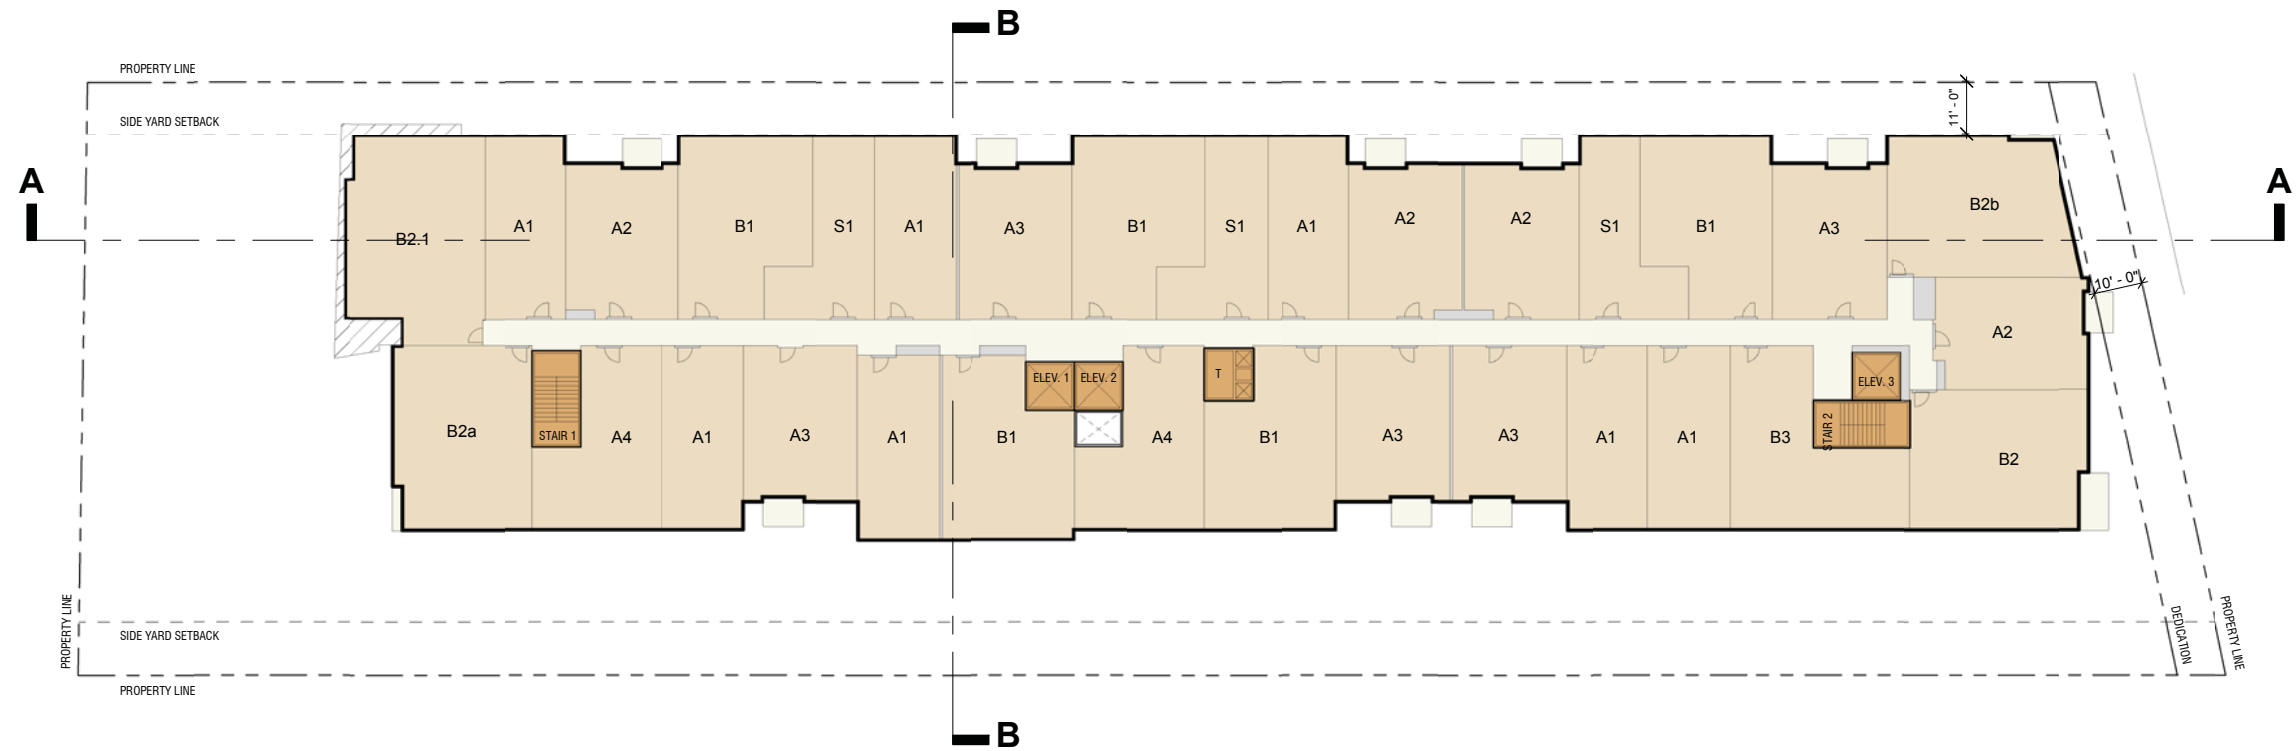 B
PROPERTY LINE
11' - 0"
SIDE YARD SETBACK
A
A
B2.1
A1
A2
B1
S1
A1
A3
B1
S1
A1
A2
A2
S1
B1
A3
B2b
10' - 0"
A2
ELEV. 1
ELEV. 2
T
ELEV. 3
B2a
STAIR 1
A4
A1
A3
A1
B1
A4
B1
A3
A3
A1
A1
B3
STAIR 2
B2
PROPERTY LINE
SIDE YARD SETBACK
DEDICATION
PROPERTY LINE
PROPERTY LINE
B